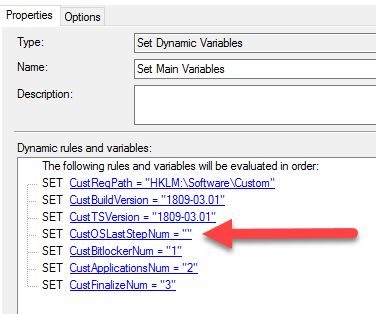 Properties Options
Type: Set Dynamic Variables
Name: Set Main Variables
Description:
Dynamic rules and variables:
The following rules and variables will be evaluated in order:
SET CustRegPath = "HKLM:\Software\Custom"
SET CustBuildVersion = "1809-03.01"
SET CustTSVersion = "1809-03.01"
SET CustOSLastStepNum = ""
SET CustBitlockerNum = "1"
SET CustApplicationsNum = "2"
SET CustFinalizeNum = "3"